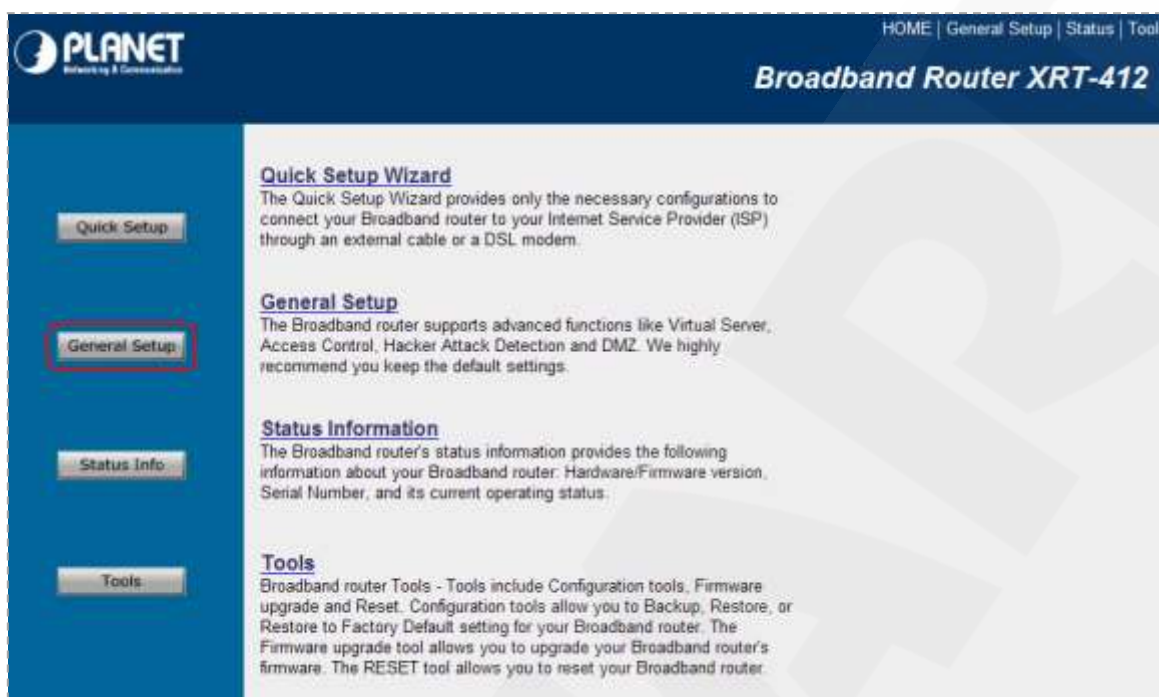 PLANET
Networking & Communication
HOME | General Setup | Status | Tool
Broadband Router XRT-412
Quick Setup
Quick Setup Wizard
The Quick Setup Wizard provides only the necessary configurations to
connect your Broadband router to your Internet Service Provider (ISP)
through an external cable or a DSL modem.
General Setup
General Setup
The Broadband router supports advanced functions like Virtual Server,
Access Control, Hacker Attack Detection and DMZ. We highly
recommend you keep the default settings.
Status Info
Status Information
The Broadband router's status information provides the following
information about your Broadband router: Hardware/Firmware version,
Serial Number, and its current operating status.
Tools
Tools
Broadband router Tools - Tools include Configuration tools, Firmware
upgrade and Reset. Configuration tools allow you to Backup, Restore, or
Restore to Factory Default setting for your Broadband router. The
Firmware upgrade tool allows you to upgrade your Broadband router's
firmware. The RESET tool allows you to reset your Broadband router.